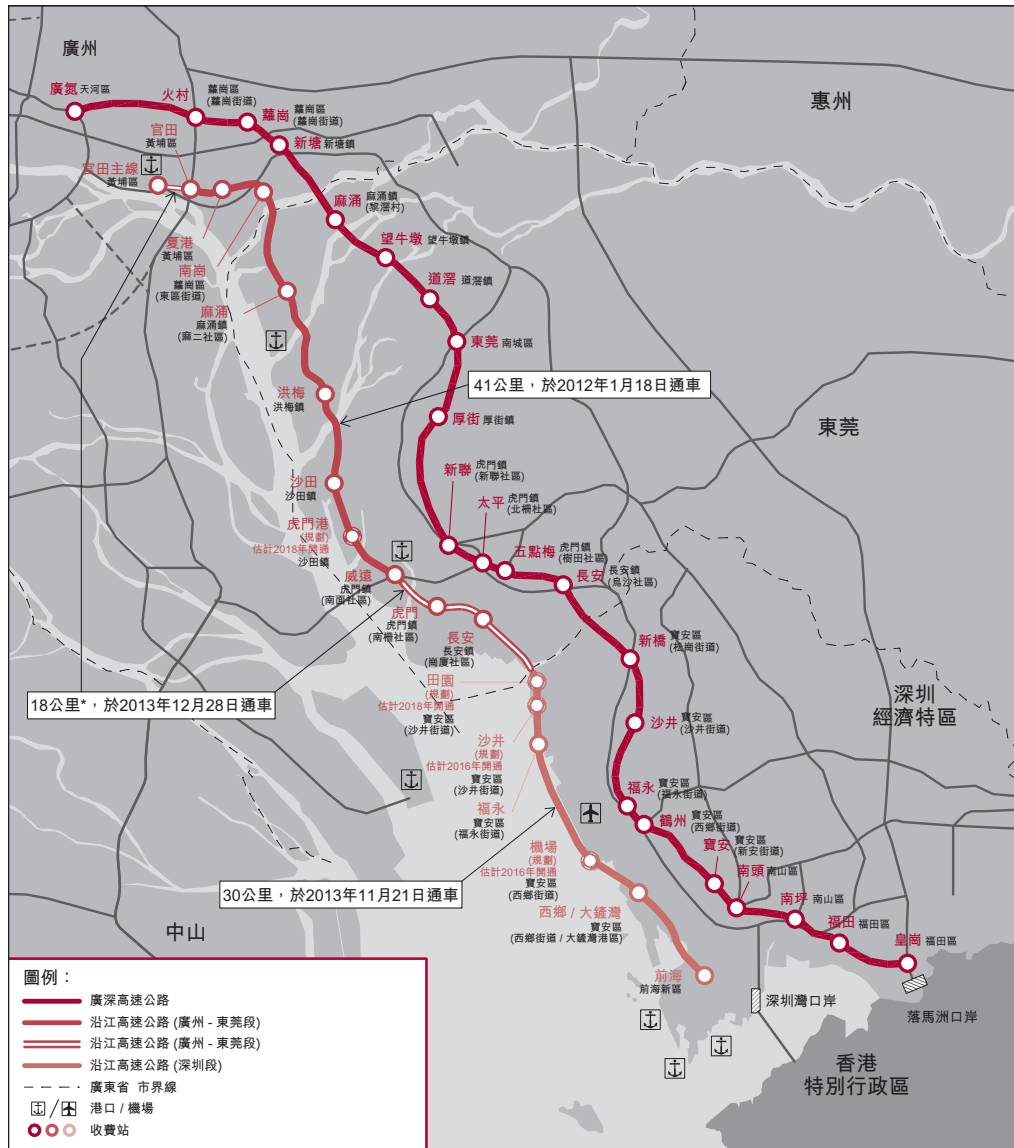 廣州
惠州
廣氮 天河區
火村
蘿崗區
(蘿崗街道)
蘿崗
蘿崗區
(蘿崗街道)
新塘 新塘鎮
官田
黃埔區
官田主線
黃埔區
麻涌
麻涌鎮
(黎滘村)
望牛墩 望牛墩鎮
道滘 道滘鎮
夏港
黃埔區
南崗
蘿崗區
(東區街道)
麻涌
麻涌鎮
(麻二社區)
東莞 南城區
41公里，於2012年1月18日通車
洪梅
洪梅鎮
厚街 厚街鎮
東莞
新聯
虎門鎮
(新聯社區)
沙田
沙田鎮
太平
虎門鎮
(北柵社區)
虎門港
(規劃)
估計2018年開通
沙田鎮
五點梅
虎門鎮
(樹田社區)
長安
長安鎮
(烏沙社區)
威遠
虎門鎮
(南面社區)
虎門
虎門鎮
(南柵社區)
長安
長安鎮
(崗廈社區)
新橋
寶安區
(松崗街道)
田園
(規劃)
估計2018年開通
寶安區
(沙井街道)
18公里*，於2013年12月28日通車
深圳
經濟特區
沙井
寶安區
(沙井街道)
沙井
(規劃)
估計2016年開通
寶安區
(沙井街道)
福永
寶安區
(福永街道)
福永
寶安區
(福永街道)
鶴州
寶安區
(西鄉街道)
機場
(規劃)
估計2016年開通
寶安區
(西鄉街道)
30公里，於2013年11月21日通車
寶安
寶安區
(新安街道)
南頭 南山區
南坪 南山區
福田 福田區
皇崗 福田區
西鄉 / 大鏟灣
寶安區
(西鄉街道 / 大鏟灣港區)
中山
前海
前海新區
深圳灣口岸
落馬洲口岸
香港
特別行政區
圖例：
廣深高速公路
沿江高速公路 (廣州 - 東莞段)
沿江高速公路 (廣州 - 東莞段)
沿江高速公路 (深圳段)
廣東省 市界線
港口 / 機場
收費站